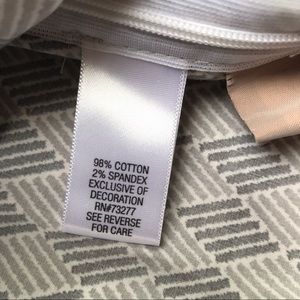 98% COTTON
2% SPANDEX
EXCLUSIVE OF
DECORATION
RN#73277
SEE REVERSE
FOR CARE